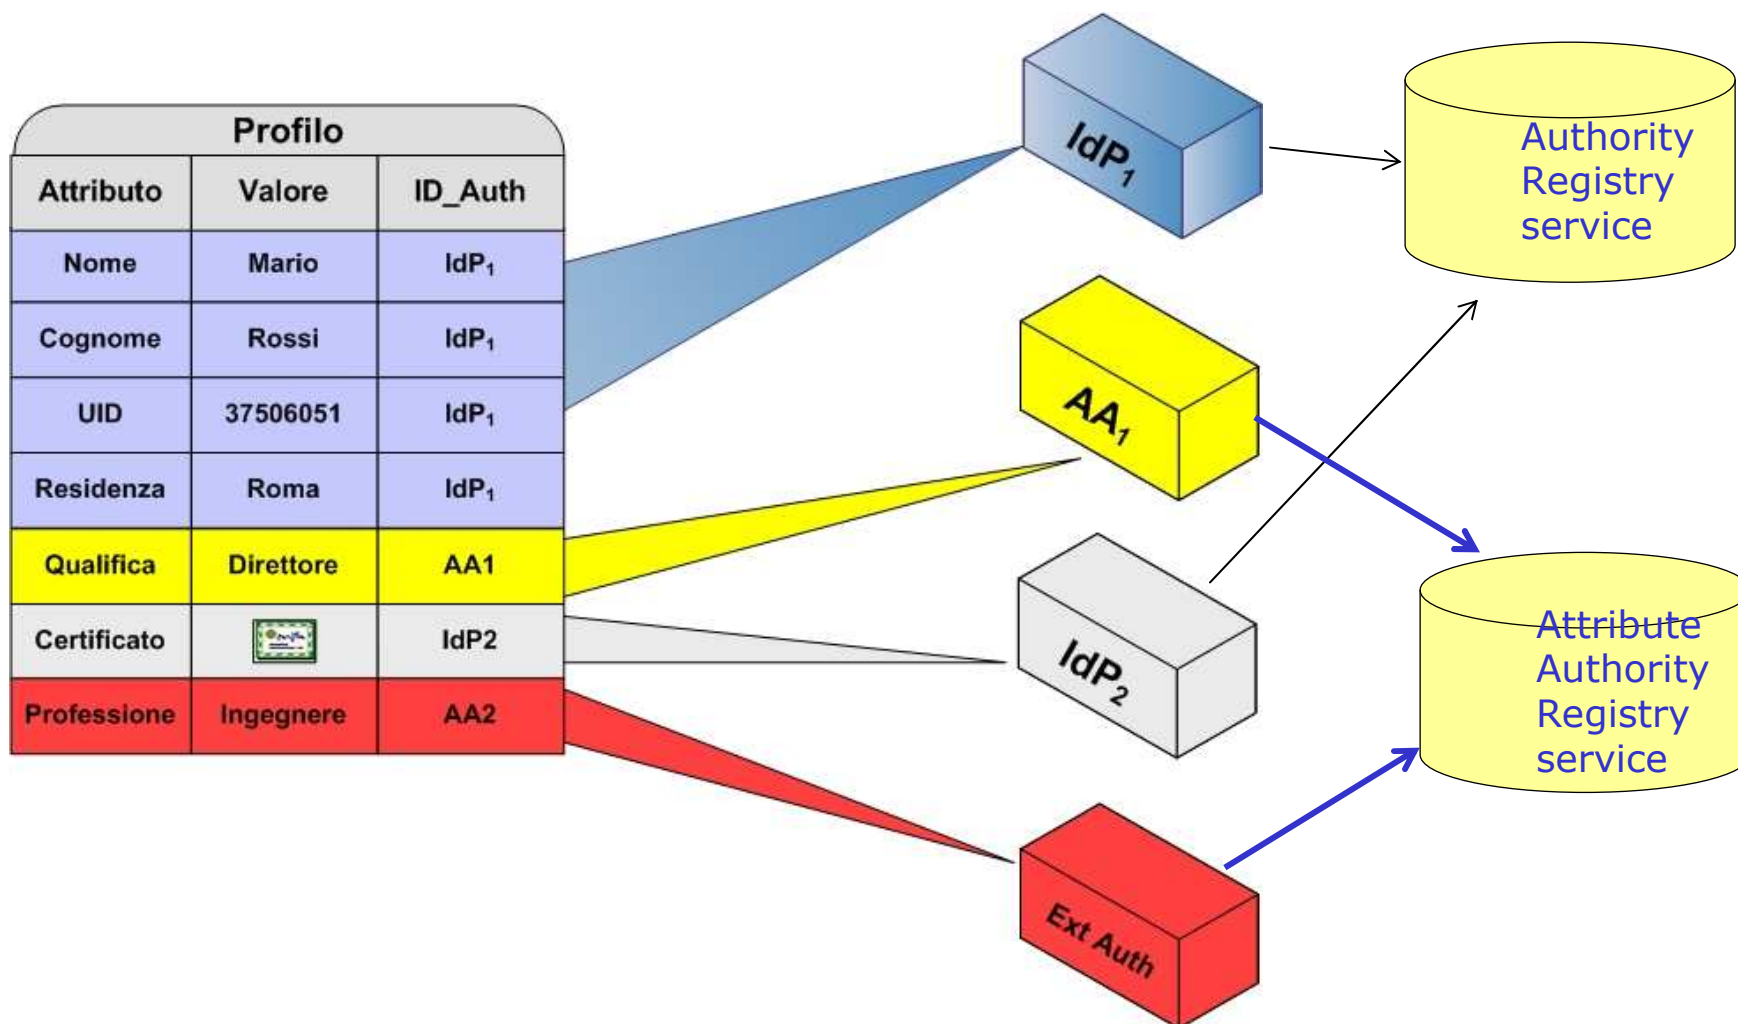 Profilo
Attributo Valore ID_Auth
Nome Mario IdP₁
Cognome Rossi IdP₁
UID 37506051 IdP₁
Residenza Roma IdP₁
Qualifica Direttore AA1
Certificato IdP2
Professione Ingegnere AA2
IdP₁
AA₁
IdP₂
Ext Auth
Authority
Registry
service
Attribute
Authority
Registry
service